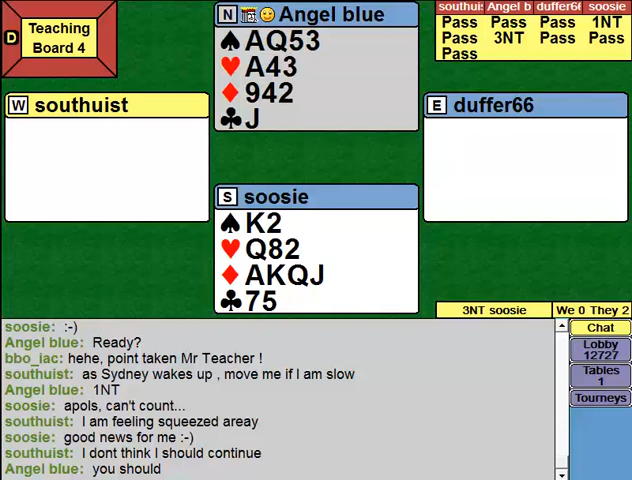 D
Teaching
Board 4
N Angel blue
southuis Angel b duffer66 soosie
Pass Pass Pass 1NT
Pass 3NT Pass Pass
Pass
♠AQ53
♥A43
♦942
♣J
W southuist
E duffer66
S soosie
♠K2
♥Q82
♦AKQJ
♣75
3NT soosie
We 0 They 2
soosie: :-)
Angel blue: Ready?
bbo_iac: hehe, point taken Mr Teacher !
southuist: as Sydney wakes up , move me if I am slow
Angel blue: 1NT
soosie: apols, can't count...
southuist: I am feeling squeezed areay
soosie: good news for me :-)
southuist: I dont think I should continue
Angel blue: you should
Chat
Lobby
12727
Tables
1
Tourneys